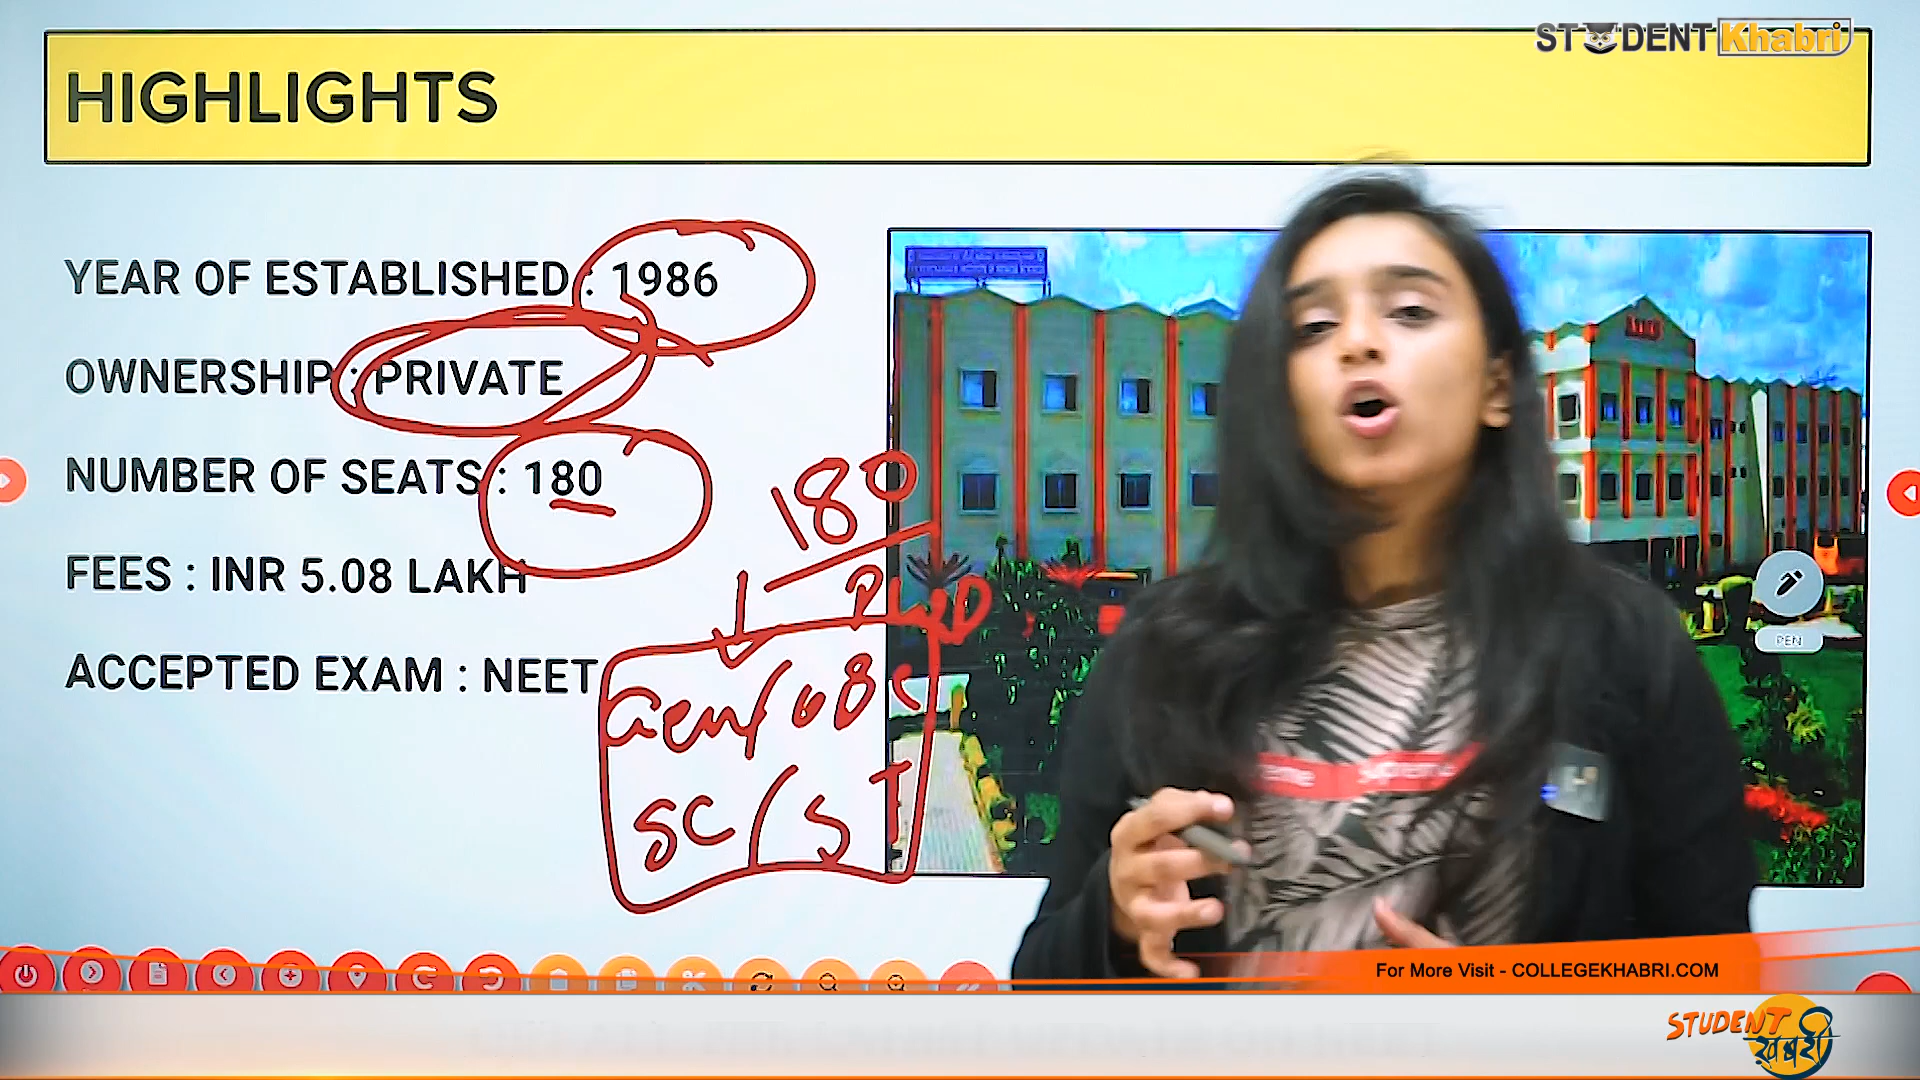 STUDENT Khabri
HIGHLIGHTS
YEAR OF ESTABLISHED : 1986
OWNERSHIP : PRIVATE
NUMBER OF SEATS : 180
FEES : INR 5.08 LAKH
ACCEPTED EXAM : NEET
180
PWD
Gen/OBC
SC/ST
PEN
For More Visit - COLLEGEKHABRI.COM
STUDENT
ख़बरी